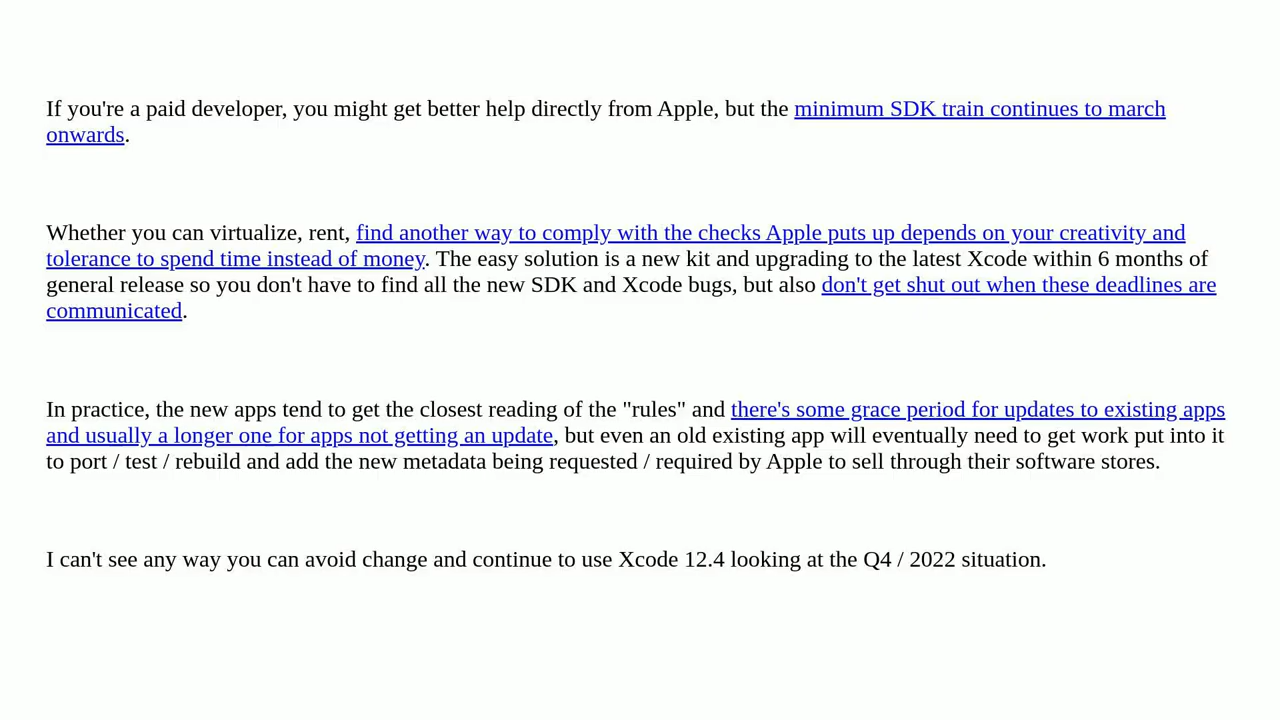 If you're a paid developer, you might get better help directly from Apple, but the minimum SDK train continues to march
onwards.
Whether you can virtualize, rent, find another way to comply with the checks Apple puts up depends on your creativity and
tolerance to spend time instead of money. The easy solution is a new kit and upgrading to the latest Xcode within 6 months of
general release so you don't have to find all the new SDK and Xcode bugs, but also don't get shut out when these deadlines are
communicated.
In practice, the new apps tend to get the closest reading of the "rules" and there's some grace period for updates to existing apps
and usually a longer one for apps not getting an update, but even an old existing app will eventually need to get work put into it
to port / test / rebuild and add the new metadata being requested / required by Apple to sell through their software stores.
I can't see any way you can avoid change and continue to use Xcode 12.4 looking at the Q4 / 2022 situation.